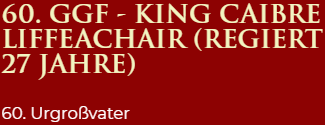 60. GGF - KING CAIBRE
LIFFEACHAIR (REGIERT
27 JAHRE)
60. Urgroßvater